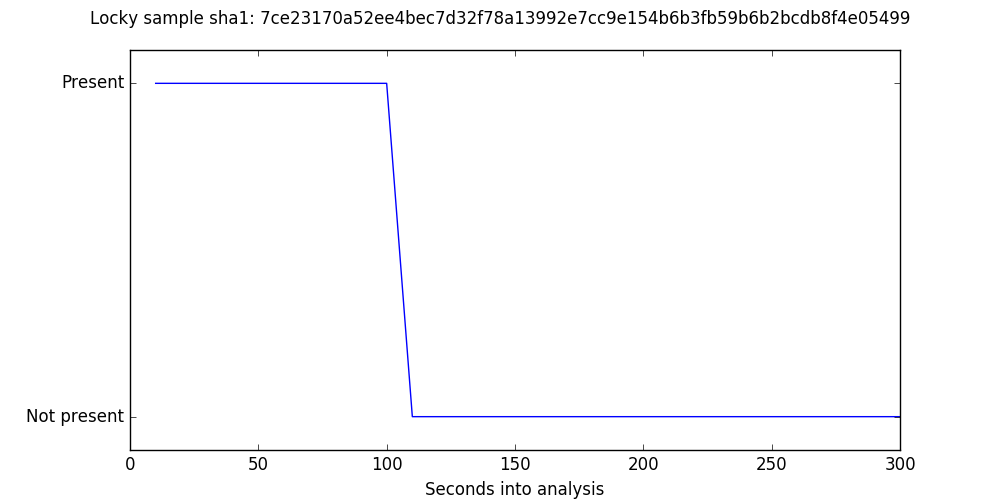 Locky sample sha1: 7ce23170a52ee4bec7d32f78a13992e7cc9e154b6b3fb59b6b2bcdb8f4e05499
Present
Not present
0 50 100 150 200 250 300
Seconds into analysis